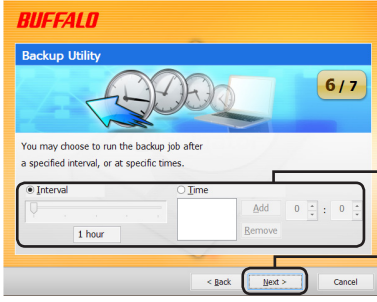 BUFFALO
Backup Utility
6 / 7
You may choose to run the backup job after
a specified interval, or at specific times.
Interval
Time
Add
0 : 0
1 hour
Remove
< Back
Next >
Cancel